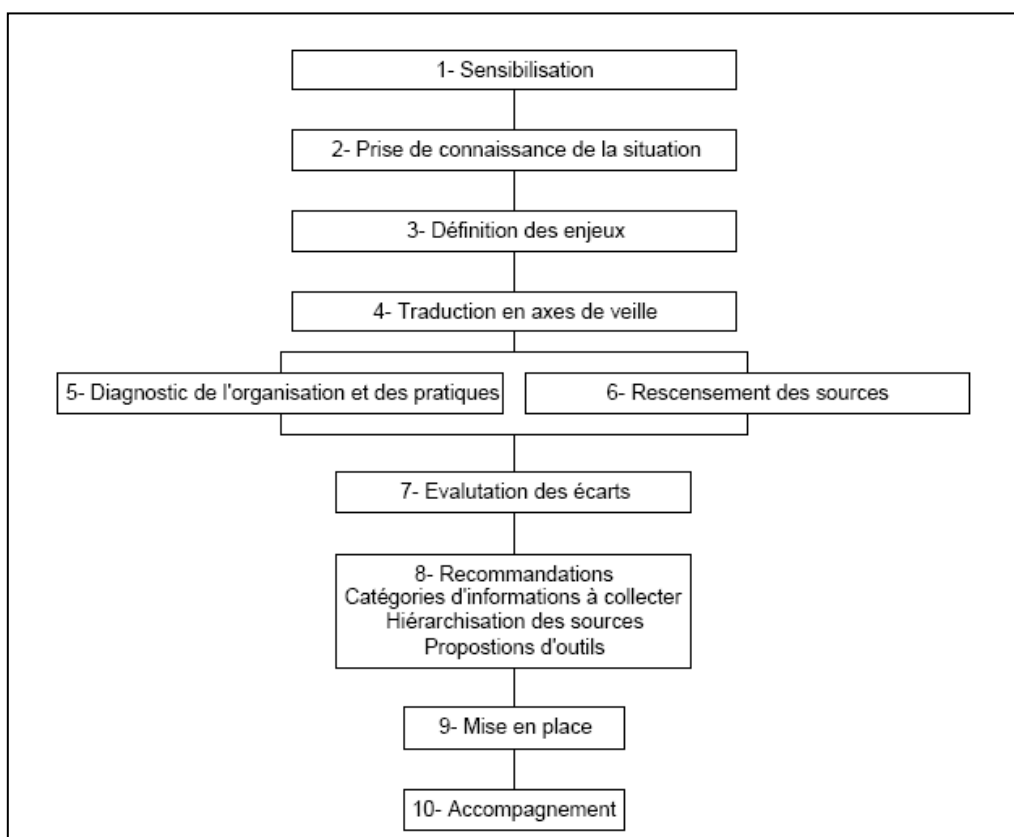 1- Sensibilisation
2- Prise de connaissance de la situation
3- Définition des enjeux
4- Traduction en axes de veille
5- Diagnostic de l'organisation et des pratiques
6- Rescensement des sources
7- Evalutation des écarts
8- Recommandations
Catégories d'informations à collecter
Hiérarchisation des sources
Propostions d'outils
9- Mise en place
10- Accompagnement